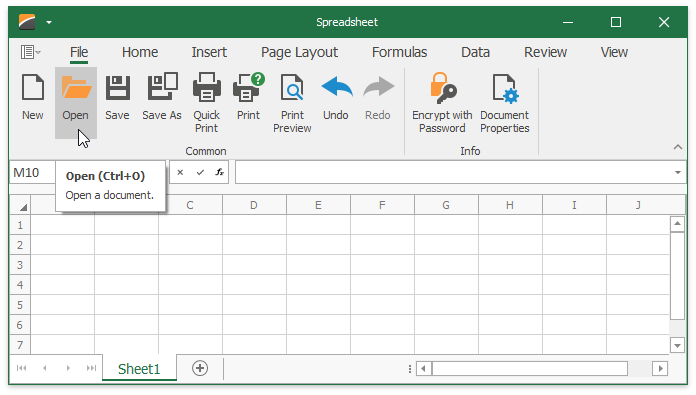 Spreadsheet
File Home Insert Page Layout Formulas Data Review View
New Open Save Save As Quick Print Print Print Preview Undo Redo Encrypt with Password Document Properties
Common Info
M10 fx
Open (Ctrl+O)
Open a document.
C D E F G H I J
1
2
3
4
5
6
7
Sheet1